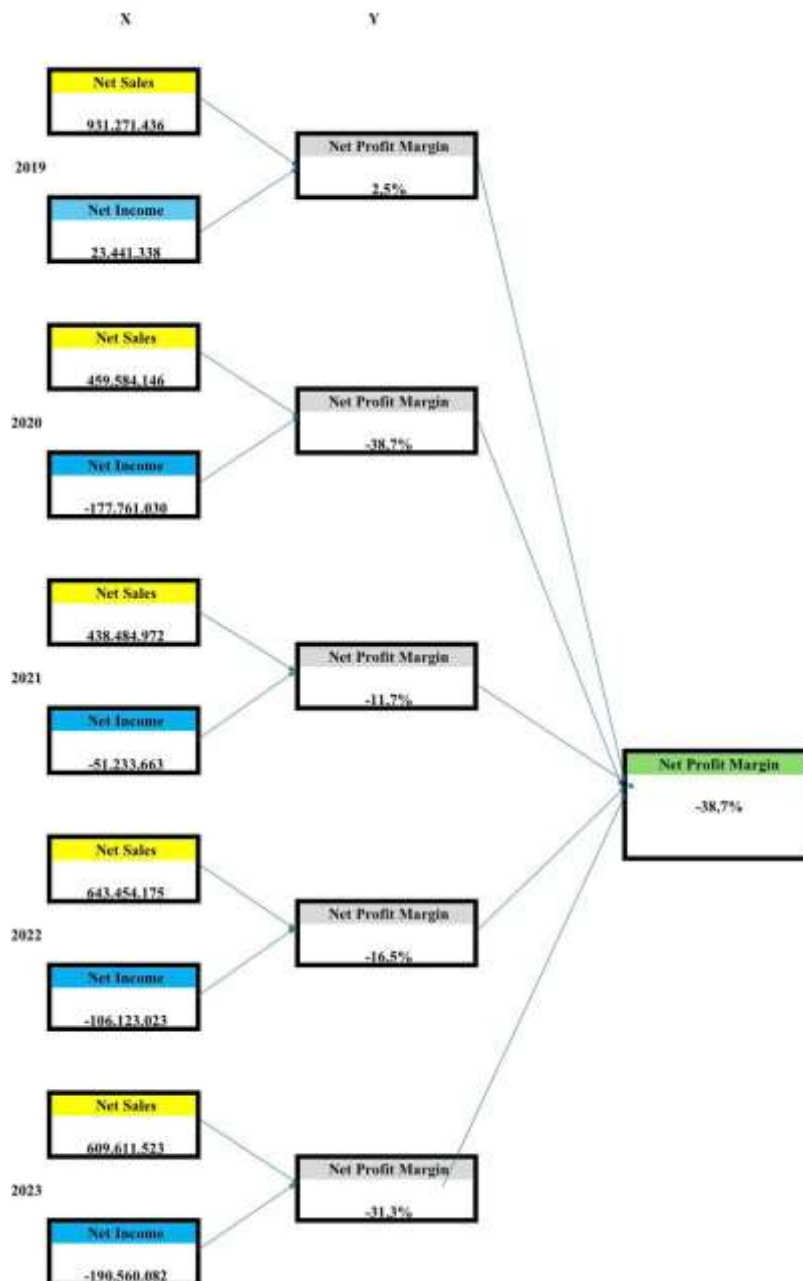 X Y
Net Sales
931.271.436
Net Profit Margin
2,5%
2019
Net Income
23.441.338
Net Sales
459.584.146
Net Profit Margin
-38,7%
2020
Net Income
-177.761.030
Net Sales
438.484.972
Net Profit Margin
-11,7%
2021
Net Income
-51.233.663
Net Profit Margin
-38,7%
Net Sales
643.454.175
Net Profit Margin
-16,5%
2022
Net Income
-106.123.023
Net Sales
609.611.523
Net Profit Margin
-31,3%
2023
Net Income
-190.560.082